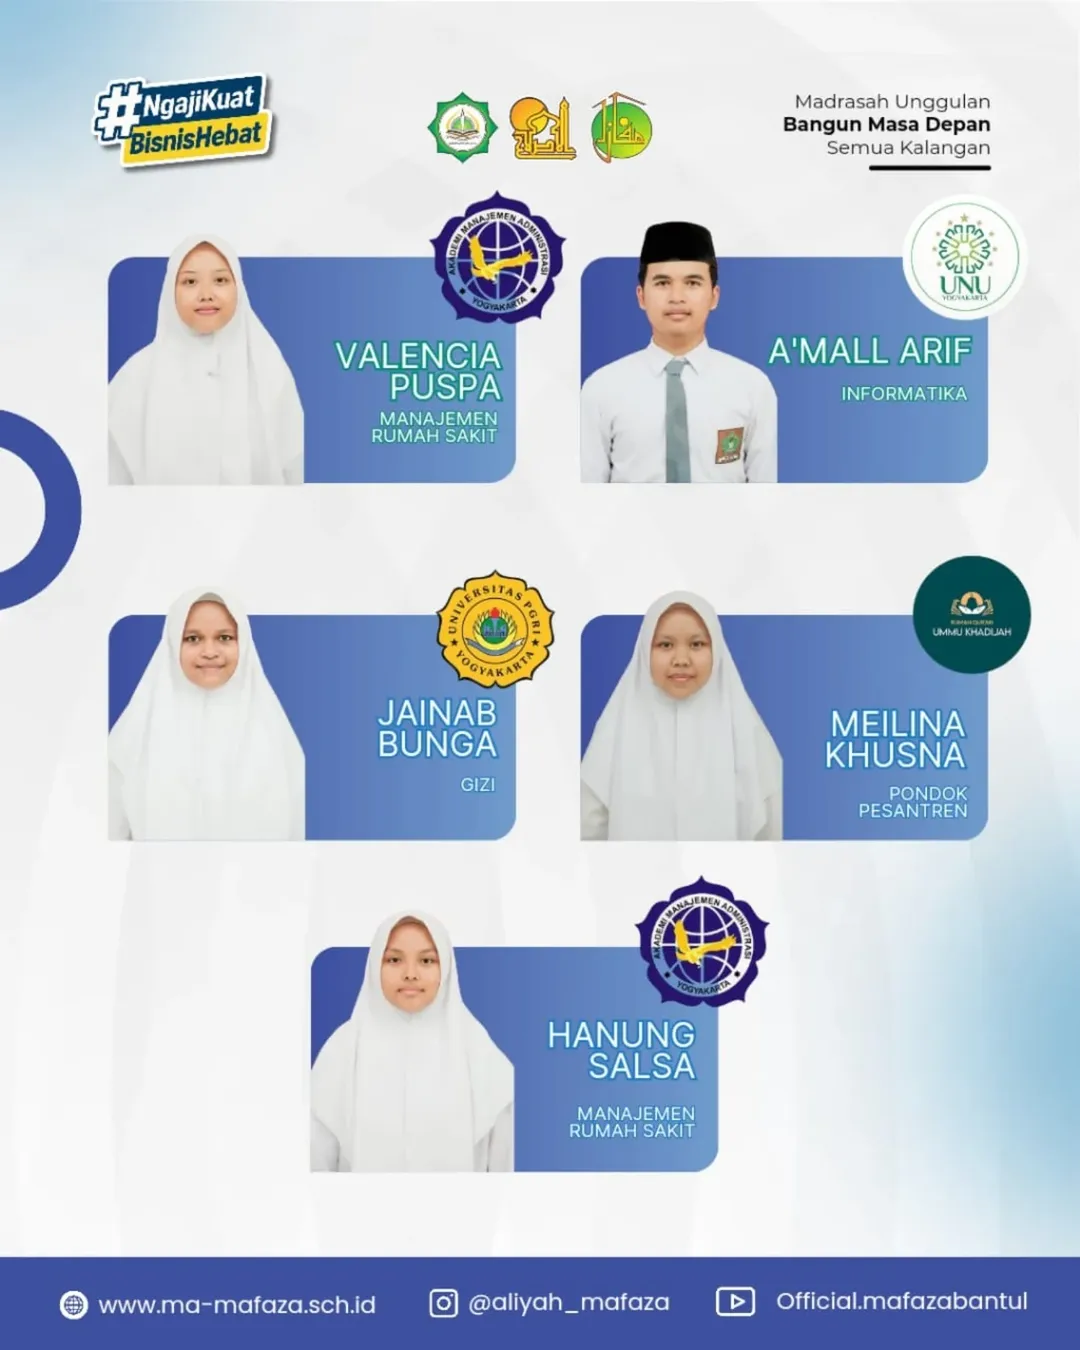 #NgajiKuat
BisnisHebat
Madrasah Unggulan
Bangun Masa Depan
Semua Kalangan
AKADEMI MANAJEMEN ADMINISTRASI
YOGYAKARTA
VALENCIA
PUSPA
MANAJEMEN
RUMAH SAKIT
UNU
YOGYAKARTA
A'MALL ARIF
INFORMATIKA
UNIVERSITAS PGRI
YOGYAKARTA
JAINAB
BUNGA
GIZI
UMMU KHADIJAH
MEILINA
KHUSNA
PONDOK
PESANTREN
AKADEMI MANAJEMEN ADMINISTRASI
YOGYAKARTA
HANUNG
SALSA
MANAJEMEN
RUMAH SAKIT
www.ma-mafaza.sch.id
@aliyah_mafaza
Official.mafazabantul